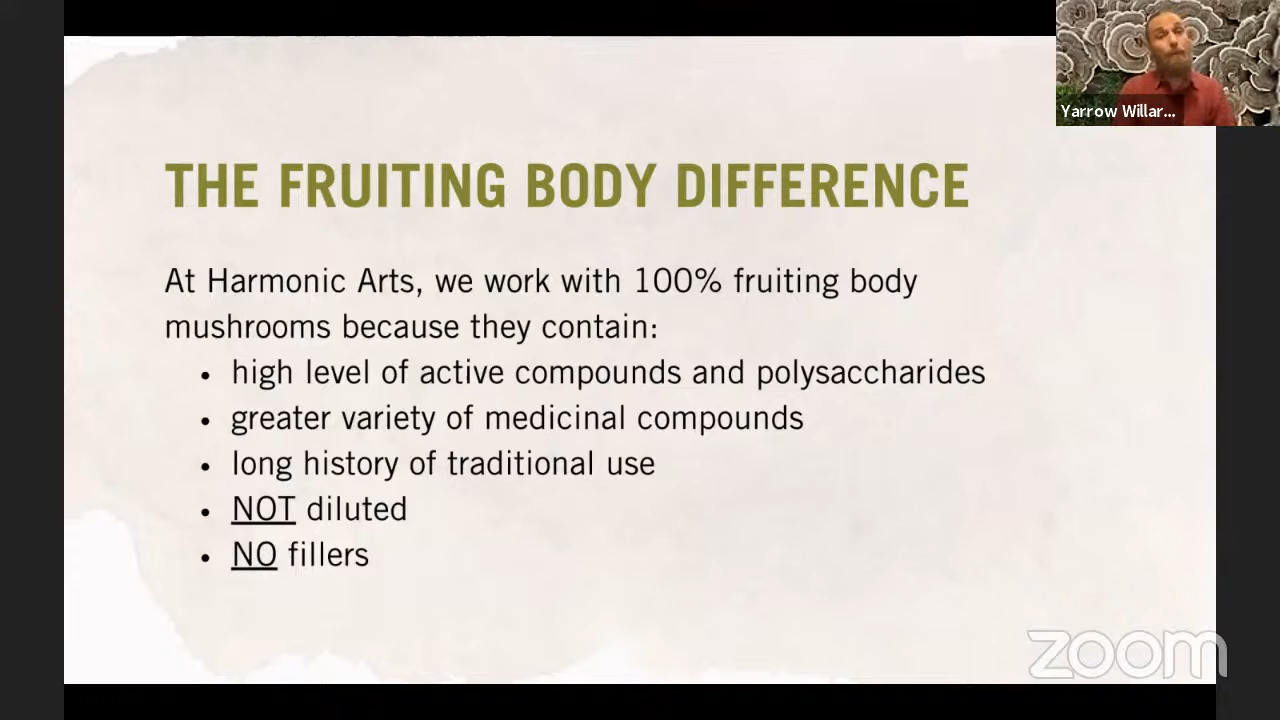 Yarrow Willar...
THE FRUITING BODY DIFFERENCE
At Harmonic Arts, we work with 100% fruiting body
mushrooms because they contain:
• high level of active compounds and polysaccharides
• greater variety of medicinal compounds
• long history of traditional use
• NOT diluted
• NO fillers
zoom